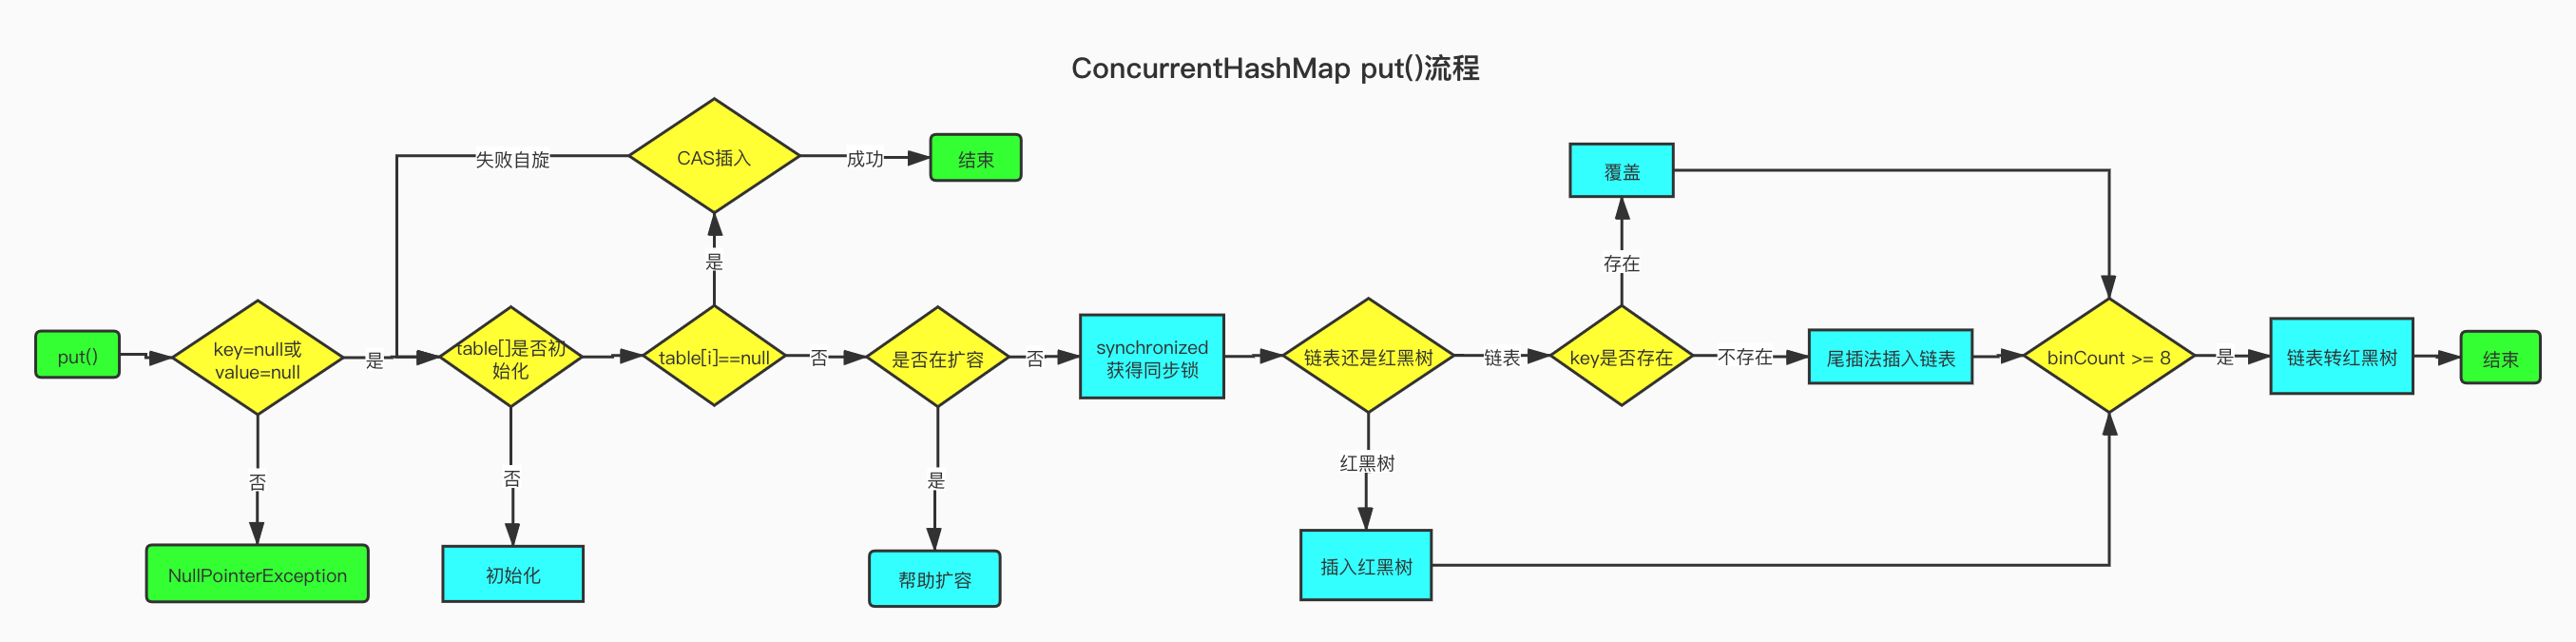 ConcurrentHashMap put()流程
put()
key=null或
value=null
是
否
NullPointerException
table[]是否初
始化
否
初始化
table[i]==null
是
CAS插入
失败自旋
成功
结束
否
是否在扩容
是
帮助扩容
否
synchronized
获得同步锁
链表还是红黑树
红黑树
插入红黑树
链表
key是否存在
存在
覆盖
不存在
尾插法插入链表
binCount >= 8
是
链表转红黑树
结束